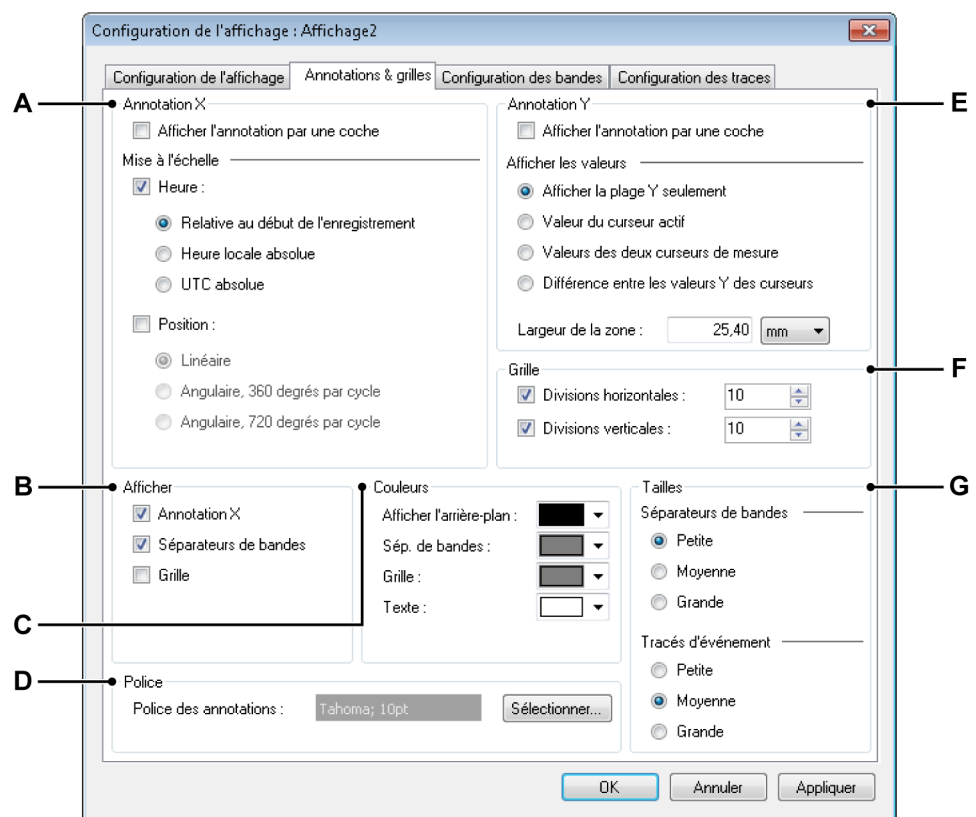 Configuration de l'affichage : Affichage2
Configuration de l'affichage
Annotations & grilles
Configuration des bandes
Configuration des traces
A
Annotation X
Afficher l'annotation par une coche
Mise à l'échelle
Heure :
Relative au début de l'enregistrement
Heure locale absolue
UTC absolue
Position :
Linéaire
Angulaire, 360 degrés par cycle
Angulaire, 720 degrés par cycle
E
Annotation Y
Afficher l'annotation par une coche
Afficher les valeurs
Afficher la plage Y seulement
Valeur du curseur actif
Valeurs des deux curseurs de mesure
Différence entre les valeurs Y des curseurs
Largeur de la zone : 25,40 mm
F
Grille
Divisions horizontales : 10
Divisions verticales : 10
B
Afficher
Annotation X
Séparateurs de bandes
Grille
C
Couleurs
Afficher l'arrière-plan :
Sép. de bandes :
Grille :
Texte :
G
Tailles
Séparateurs de bandes
Petite
Moyenne
Grande
Tracés d'événement
Petite
Moyenne
Grande
D
Police
Police des annotations : Tahoma; 10pt Sélectionner...
OK Annuler Appliquer